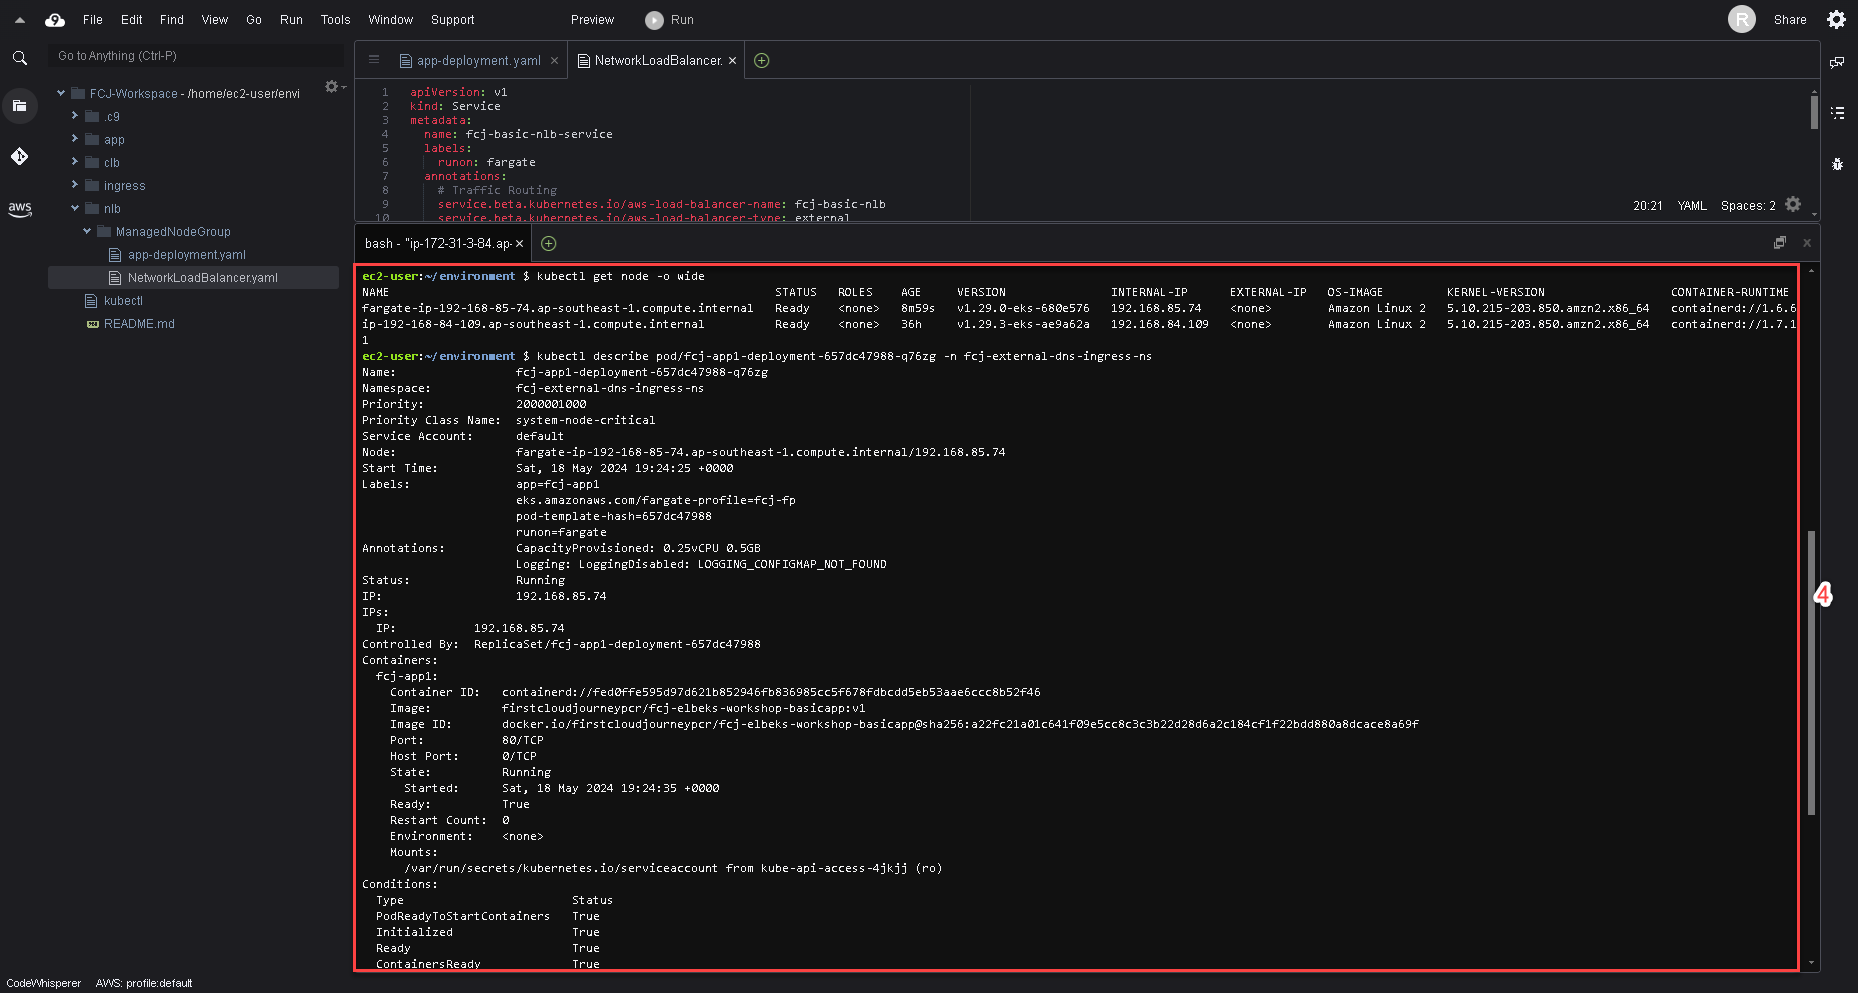 9 File Edit Find View Go Run Tools Window Support Preview Run R Share
Go to Anything (Ctrl-P)
FCJ-Workspace - /home/ec2-user/envi
.c9
app
clb
ingress
nlb
ManagedNodeGroup
app-deployment.yaml
NetworkLoadBalancer.yaml
kubectl
README.md
aws
app-deployment.yaml × NetworkLoadBalancer. ×
1 apiVersion: v1
2 kind: Service
3 metadata:
4 name: fcj-basic-nlb-service
5 labels:
6 runon: fargate
7 annotations:
8 # Traffic Routing
9 service.beta.kubernetes.io/aws-load-balancer-name: fcj-basic-nlb
10 service.beta.kubernetes.io/aws-load-balancer-type: external
20:21 YAML Spaces: 2
bash - "ip-172-31-3-84.ap- ×
ec2-user:~/environment $ kubectl get node -o wide
NAME STATUS ROLES AGE VERSION INTERNAL-IP EXTERNAL-IP OS-IMAGE KERNEL-VERSION CONTAINER-RUNTIME
fargate-ip-192-168-85-74.ap-southeast-1.compute.internal Ready <none> 8m59s v1.29.0-eks-680e576 192.168.85.74 <none> Amazon Linux 2 5.10.215-203.850.amzn2.x86_64 containerd://1.6.6
ip-192-168-84-109.ap-southeast-1.compute.internal Ready <none> 36h v1.29.3-eks-ae9a62a 192.168.84.109 <none> Amazon Linux 2 5.10.215-203.850.amzn2.x86_64 containerd://1.7.1
1
ec2-user:~/environment $ kubectl describe pod/fcj-app1-deployment-657dc47988-q76zg -n fcj-external-dns-ingress-ns
Name: fcj-app1-deployment-657dc47988-q76zg
Namespace: fcj-external-dns-ingress-ns
Priority: 2000001000
Priority Class Name: system-node-critical
Service Account: default
Node: fargate-ip-192-168-85-74.ap-southeast-1.compute.internal/192.168.85.74
Start Time: Sat, 18 May 2024 19:24:25 +0000
Labels: app=fcj-app1
eks.amazonaws.com/fargate-profile=fcj-fp
pod-template-hash=657dc47988
runon=fargate
Annotations: CapacityProvisioned: 0.25vCPU 0.5GB
Logging: LoggingDisabled: LOGGING_CONFIGMAP_NOT_FOUND
Status: Running
IP: 192.168.85.74
IPs:
IP: 192.168.85.74
Controlled By: ReplicaSet/fcj-app1-deployment-657dc47988
Containers:
fcj-app1:
Container ID: containerd://fed0ffe595d97d621b852946fb836985cc5f678fdbcdd5eb53aae6ccc8b52f46
Image: firstcloudjourneypcr/fcj-elbeks-workshop-basicapp:v1
Image ID: docker.io/firstcloudjourneypcr/fcj-elbeks-workshop-basicapp@sha256:a22fc21a01c641f09e5cc8c3c3b22d28d6a2c184cf1f22bdd880a8dcace8a69f
Port: 80/TCP
Host Port: 0/TCP
State: Running
Started: Sat, 18 May 2024 19:24:35 +0000
Ready: True
Restart Count: 0
Environment: <none>
Mounts:
/var/run/secrets/kubernetes.io/serviceaccount from kube-api-access-4jkjj (ro)
Conditions:
Type Status
PodReadyToStartContainers True
Initialized True
Ready True
ContainersReady True
4
CodeWhisperer AWS: profile:default